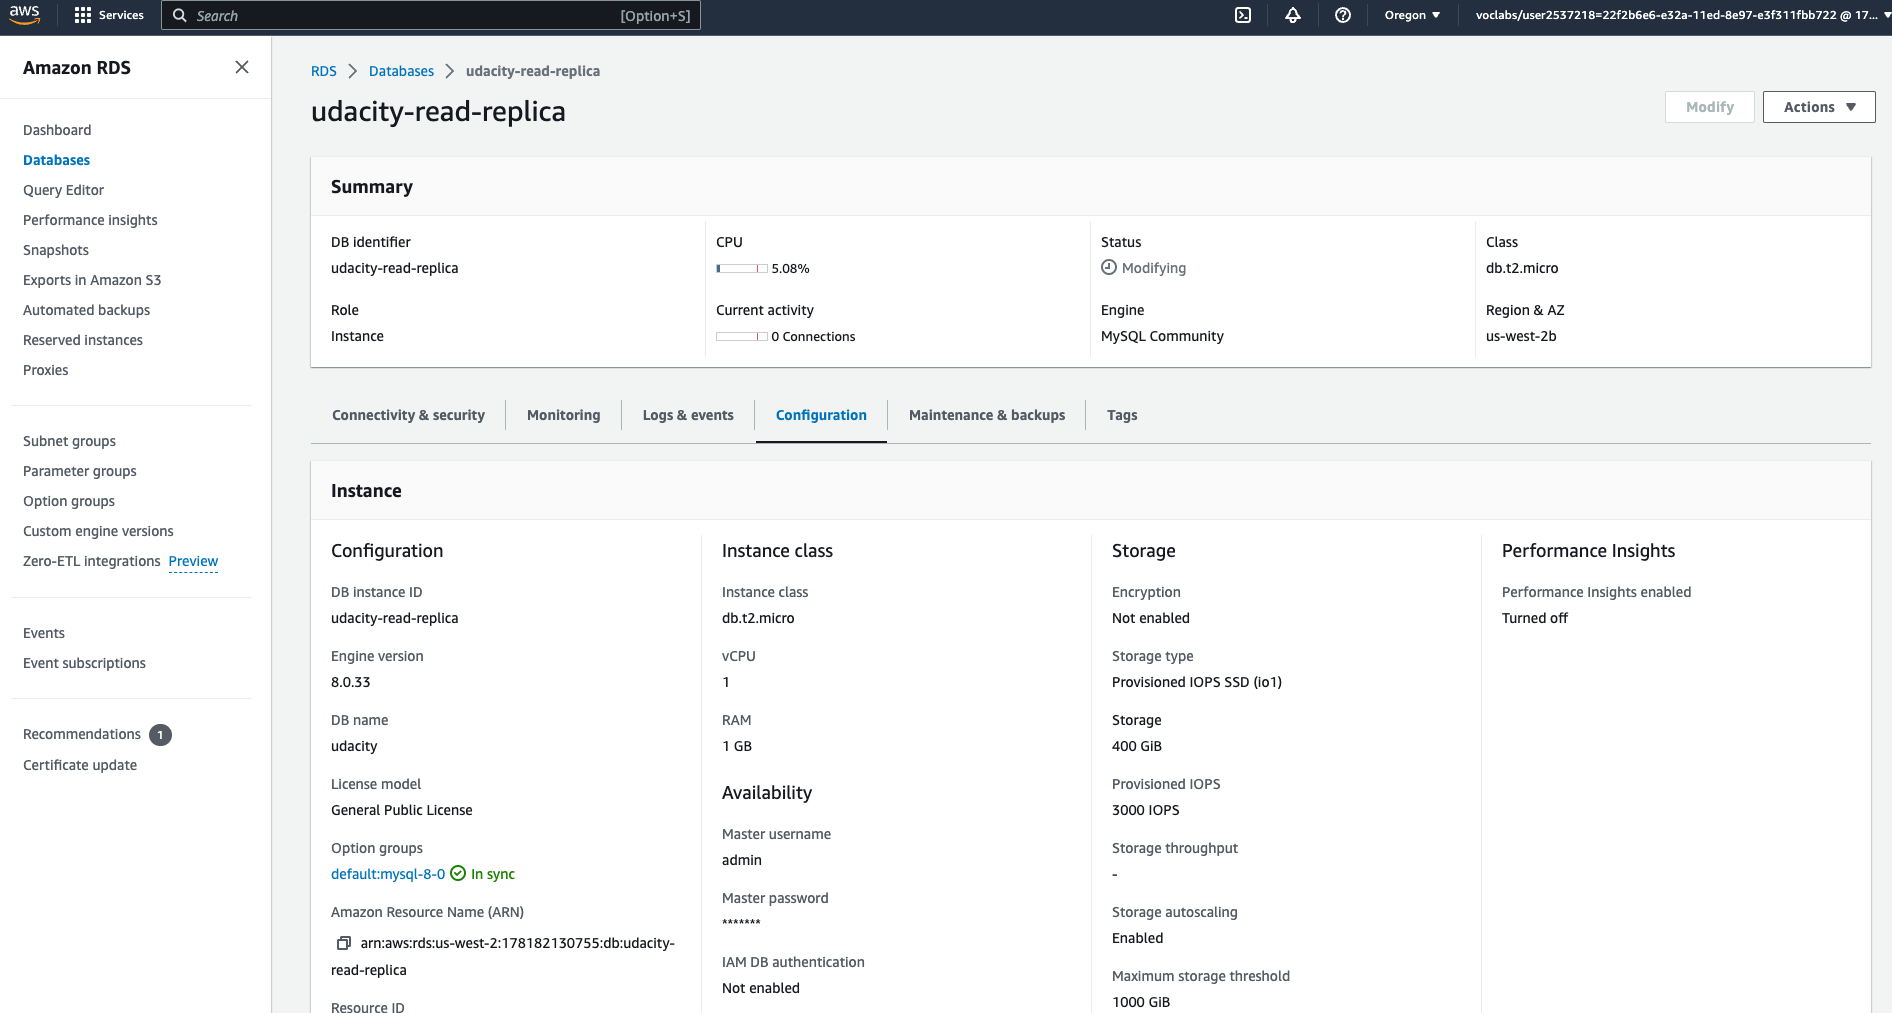 aws
Services
Search
[Option+S]
Oregon
voclabs/user2537218=22f2b6e6-e32a-11ed-8e97-e3f311fbb722 @ 17...
Amazon RDS
Dashboard
Databases
Query Editor
Performance insights
Snapshots
Exports in Amazon S3
Automated backups
Reserved instances
Proxies
Subnet groups
Parameter groups
Option groups
Custom engine versions
Zero-ETL integrations Preview
Events
Event subscriptions
Recommendations 1
Certificate update
RDS > Databases > udacity-read-replica
udacity-read-replica
Modify
Actions
Summary
DB identifier
udacity-read-replica
Role
Instance
CPU
5.08%
Current activity
0 Connections
Status
Modifying
Engine
MySQL Community
Class
db.t2.micro
Region & AZ
us-west-2b
Connectivity & security
Monitoring
Logs & events
Configuration
Maintenance & backups
Tags
Instance
Configuration
DB instance ID
udacity-read-replica
Engine version
8.0.33
DB name
udacity
License model
General Public License
Option groups
default:mysql-8-0 In sync
Amazon Resource Name (ARN)
arn:aws:rds:us-west-2:178182130755:db:udacity-
read-replica
Resource ID
Instance class
Instance class
db.t2.micro
vCPU
1
RAM
1 GB
Availability
Master username
admin
Master password
*******
IAM DB authentication
Not enabled
Storage
Encryption
Not enabled
Storage type
Provisioned IOPS SSD (io1)
Storage
400 GiB
Provisioned IOPS
3000 IOPS
Storage throughput
-
Storage autoscaling
Enabled
Maximum storage threshold
1000 GiB
Performance Insights
Performance Insights enabled
Turned off